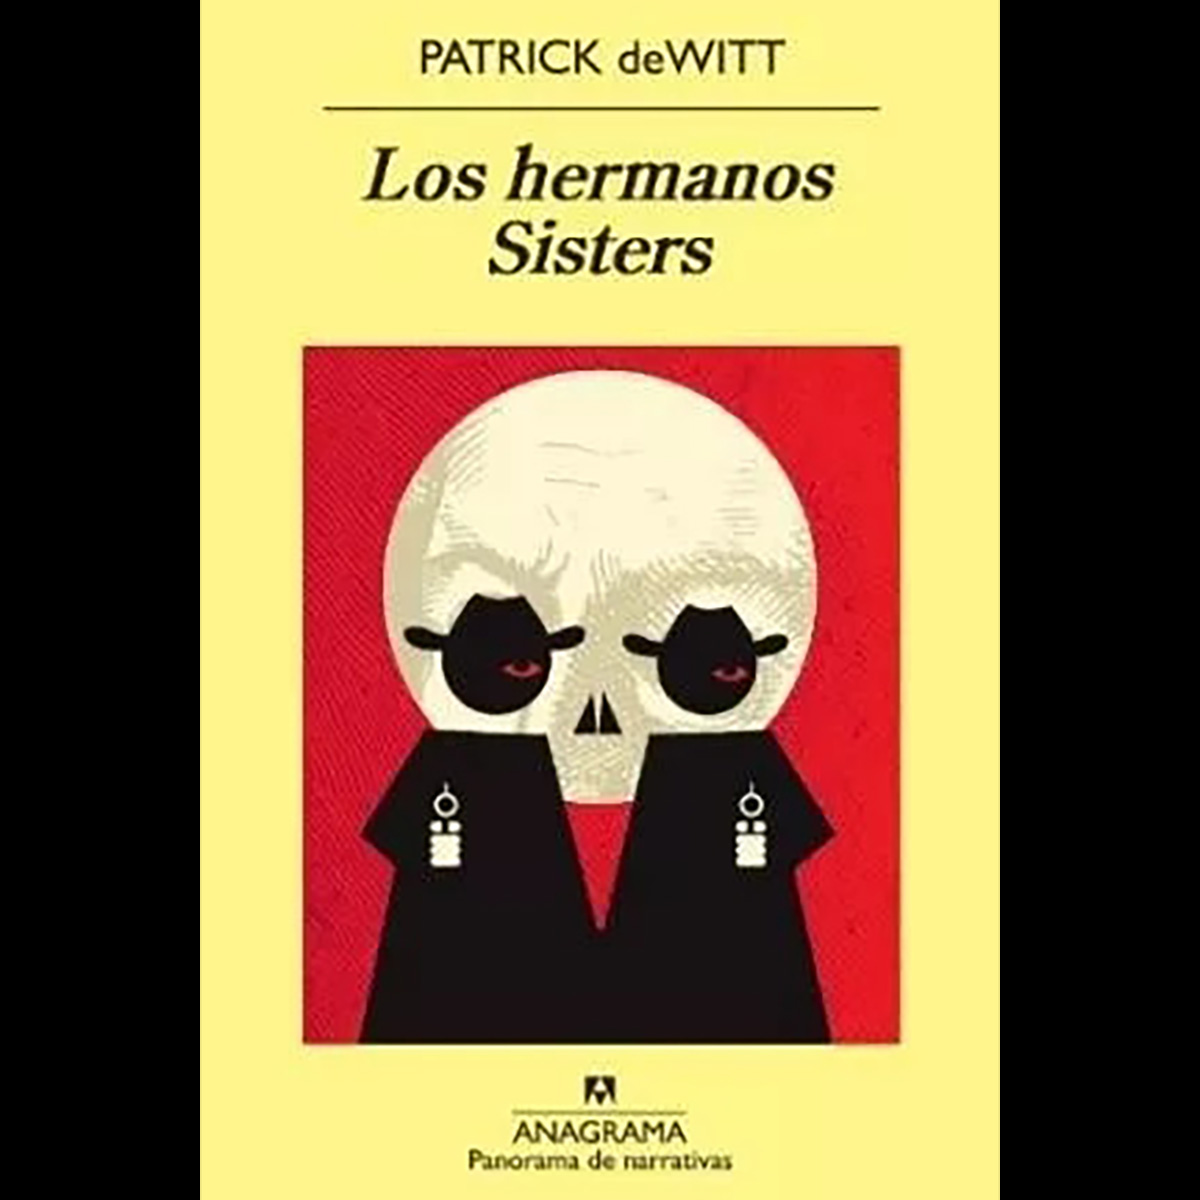 PATRICK deWITT
Los hermanos
Sisters
ANAGRAMA
Panorama de narrativas